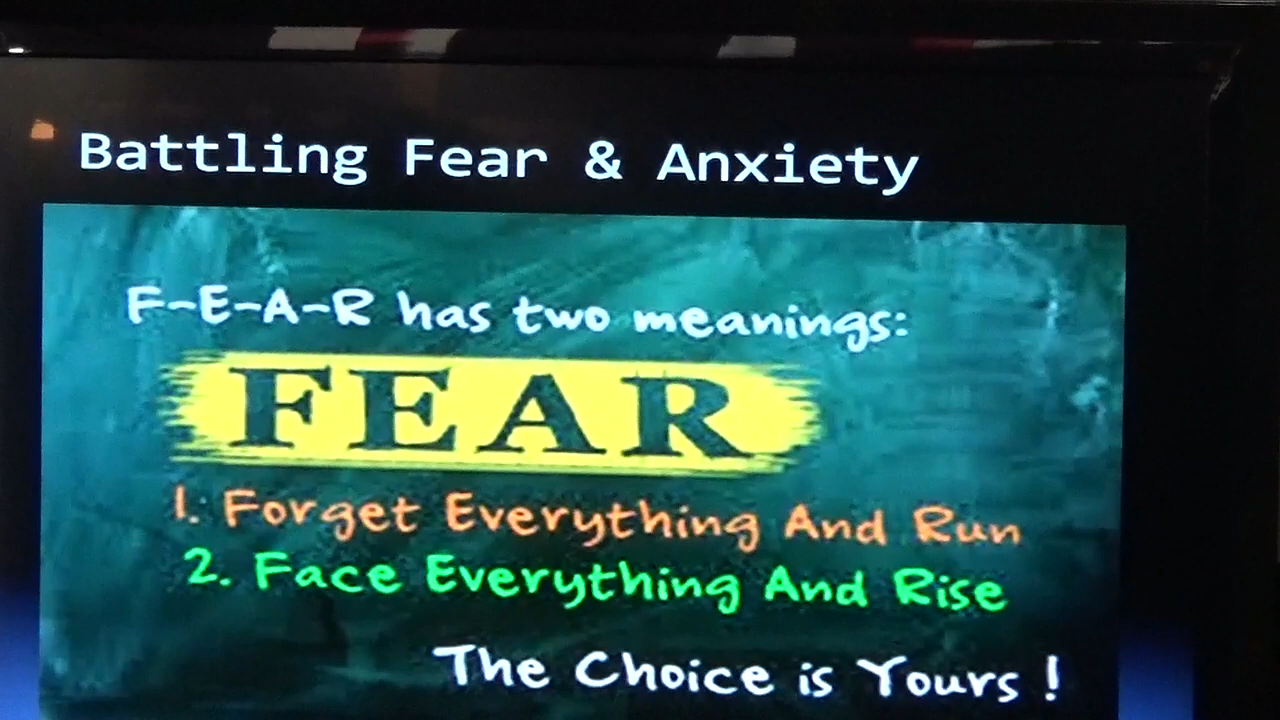 Battling Fear & Anxiety
F-E-A-R has two meanings:
FEAR
1. Forget Everything And Run
2. Face Everything And Rise
The Choice is Yours !